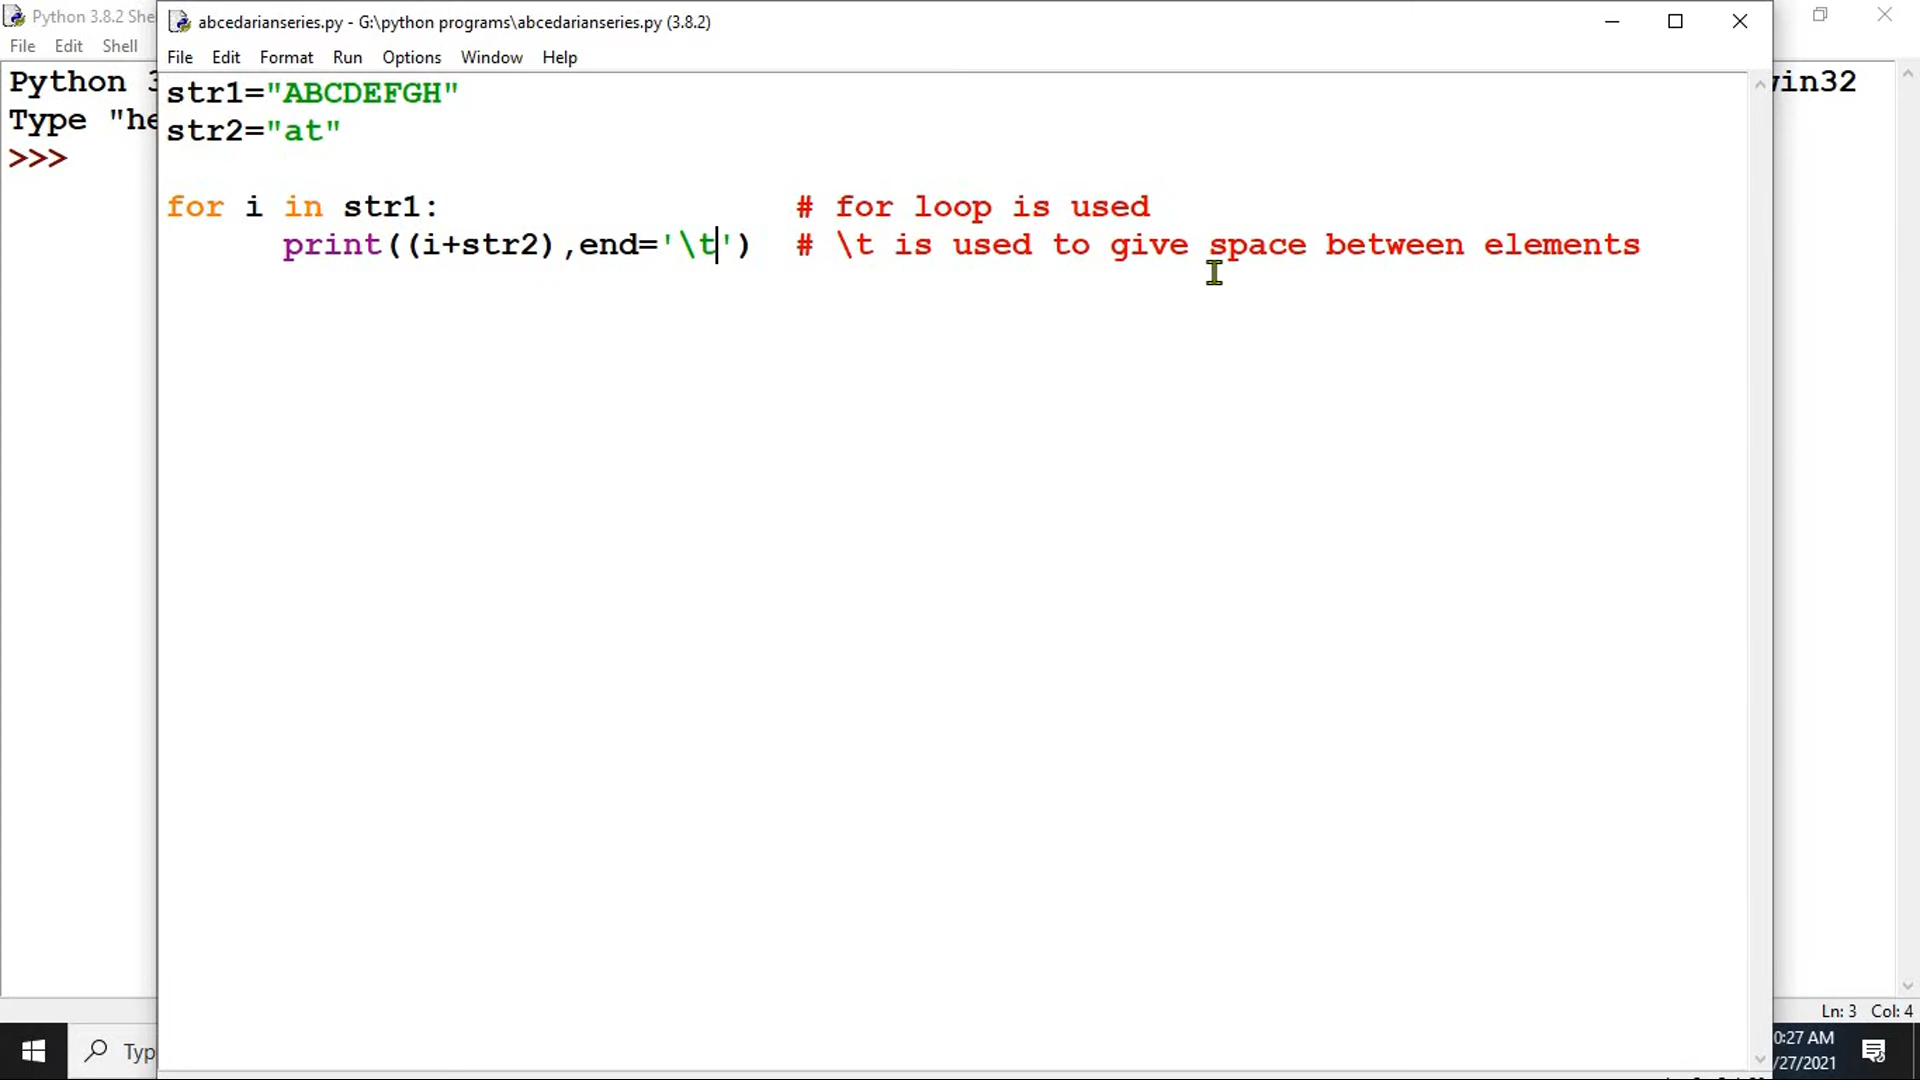 Python 3.8.2 She
File Edit Shell
Python 3
Type "he
>>>
abcedarianseries.py - G:\python programs\abcedarianseries.py (3.8.2)
File Edit Format Run Options Window Help
str1="ABCDEFGH"
str2="at"
for i in str1: # for loop is used
print((i+str2),end='\t') # \t is used to give space between elements
win32
Ln: 3 Col: 4
Typ
0:27 AM
/27/2021